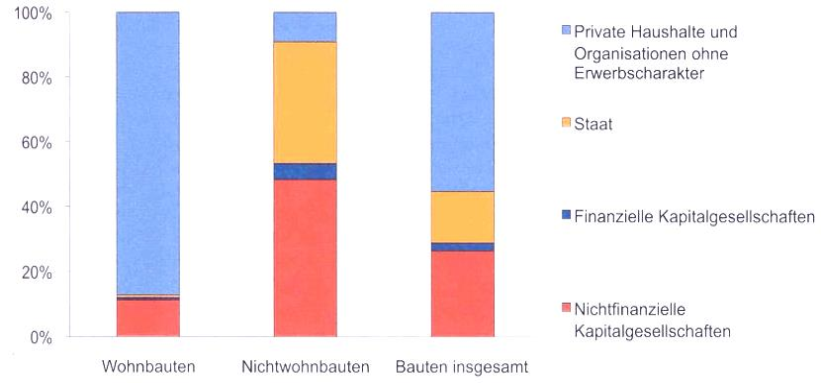 100%
80%
60%
40%
20%
0%
Wohnbauten
Nichtwohnbauten
Bauten insgesamt
Private Haushalte und
Organisationen ohne
Erwerbscharakter
Staat
Finanzielle Kapitalgesellschaften
Nichtfinanzielle
Kapitalgesellschaften